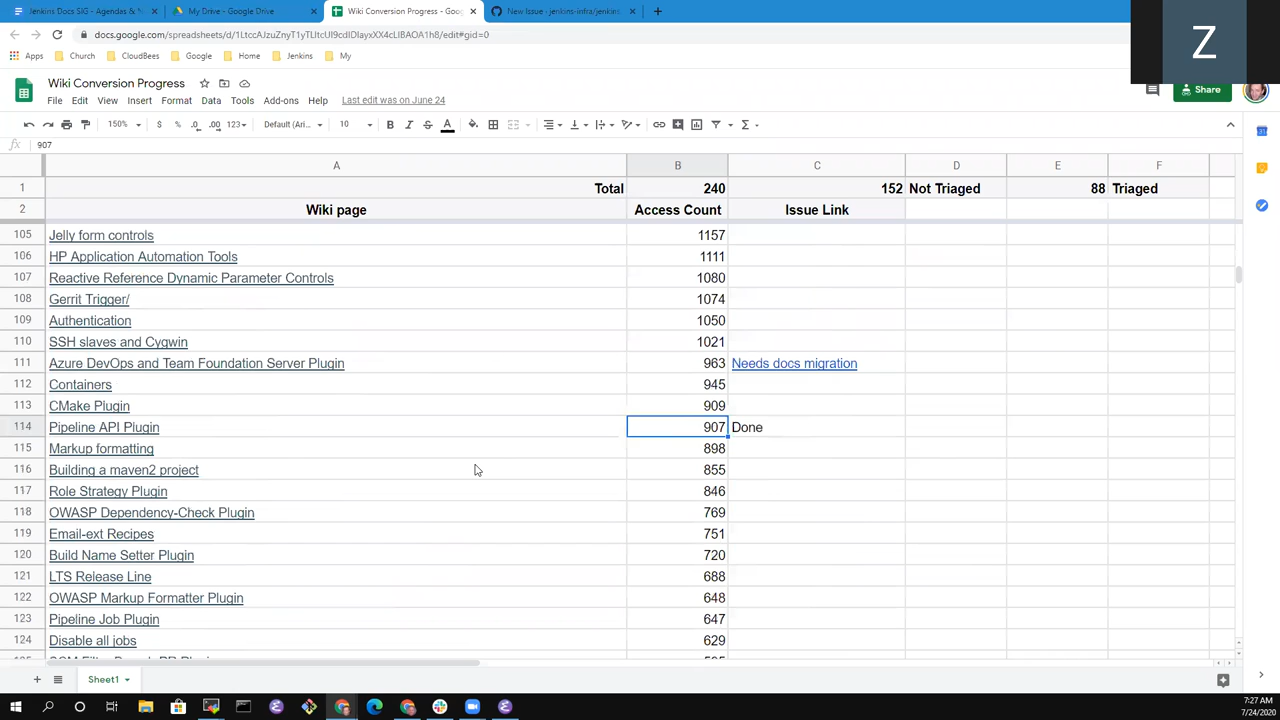 Jenkins Docs SIG - Agendas &
My Drive - Google Drive
Wiki Conversion Progress - Goo
New Issue · jenkins-infra/jenkins
docs.google.com/spreadsheets/d/1LtccAJzuZnyT1yTLltcUl9cdIDlayxXX4cLI8AOA1h8/edit#gid=0
Apps Church CloudBees Google Home Jenkins My
Z
Wiki Conversion Progress
File Edit View Insert Format Data Tools Add-ons Help Last edit was on June 24
Share
150% $ % .0 .00 123 Default (Ari... 10 B I S A
fx 907
A B C D E F
1 Total 240 152 Not Triaged 88 Triaged
2 Wiki page Access Count Issue Link
105 Jelly form controls 1157
106 HP Application Automation Tools 1111
107 Reactive Reference Dynamic Parameter Controls 1080
108 Gerrit Trigger/ 1074
109 Authentication 1050
110 SSH slaves and Cygwin 1021
111 Azure DevOps and Team Foundation Server Plugin 963 Needs docs migration
112 Containers 945
113 CMake Plugin 909
114 Pipeline API Plugin 907 Done
115 Markup formatting 898
116 Building a maven2 project 855
117 Role Strategy Plugin 846
118 OWASP Dependency-Check Plugin 769
119 Email-ext Recipes 751
120 Build Name Setter Plugin 720
121 LTS Release Line 688
122 OWASP Markup Formatter Plugin 648
123 Pipeline Job Plugin 647
124 Disable all jobs 629
Sheet1
7:27 AM
7/24/2020